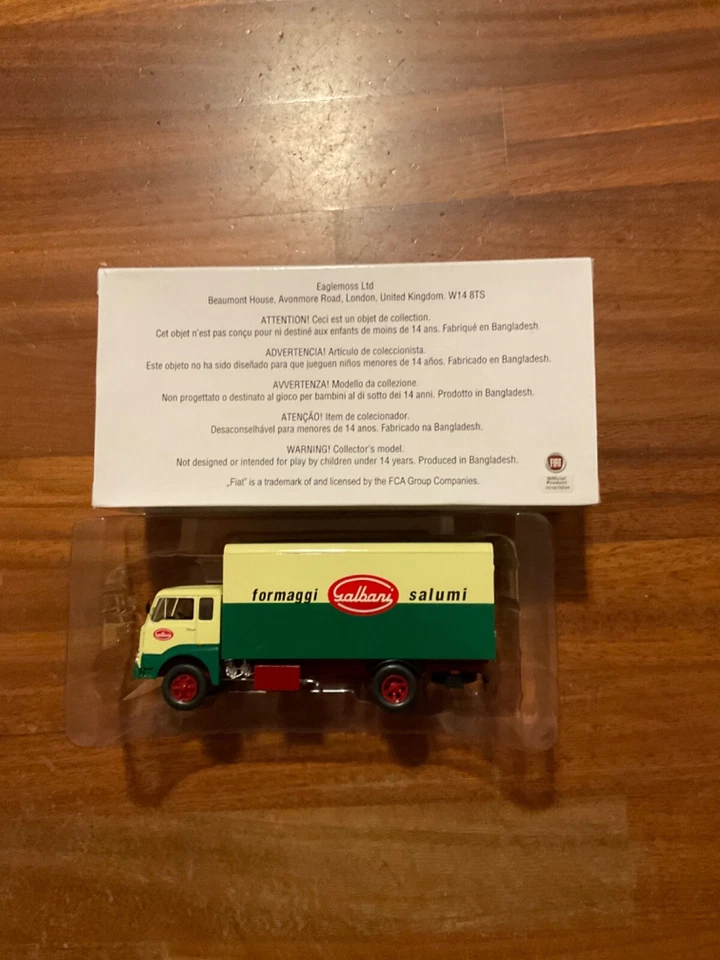 Eaglemoss Ltd
Beaumont House, Avonmore Road, London, United Kingdom. W14 8TS
ATTENTION! Ceci est un objet de collection.
Cet objet n'est pas conçu pour ni destiné aux enfants de moins de 14 ans. Fabriqué en Bangladesh.
ADVERTENCIA! Artículo de coleccionista.
Este objeto no ha sido diseñado para que jueguen niños menores de 14 años. Fabricado en Bangladesh.
AVVERTENZA! Modello da collezione.
Non progettato o destinato al gioco per bambini al di sotto dei 14 anni. Prodotto in Bangladesh.
ATENÇÃO! Item de colecionador.
Desaconselhável para menores de 14 anos. Fabricado na Bangladesh.
WARNING! Collector's model.
Not designed or intended for play by children under 14 years. Produced in Bangladesh.
„Fiat" is a trademark of and licensed by the FCA Group Companies.
FIAT
Official
Product
formaggi Galbani salumi
Galbani